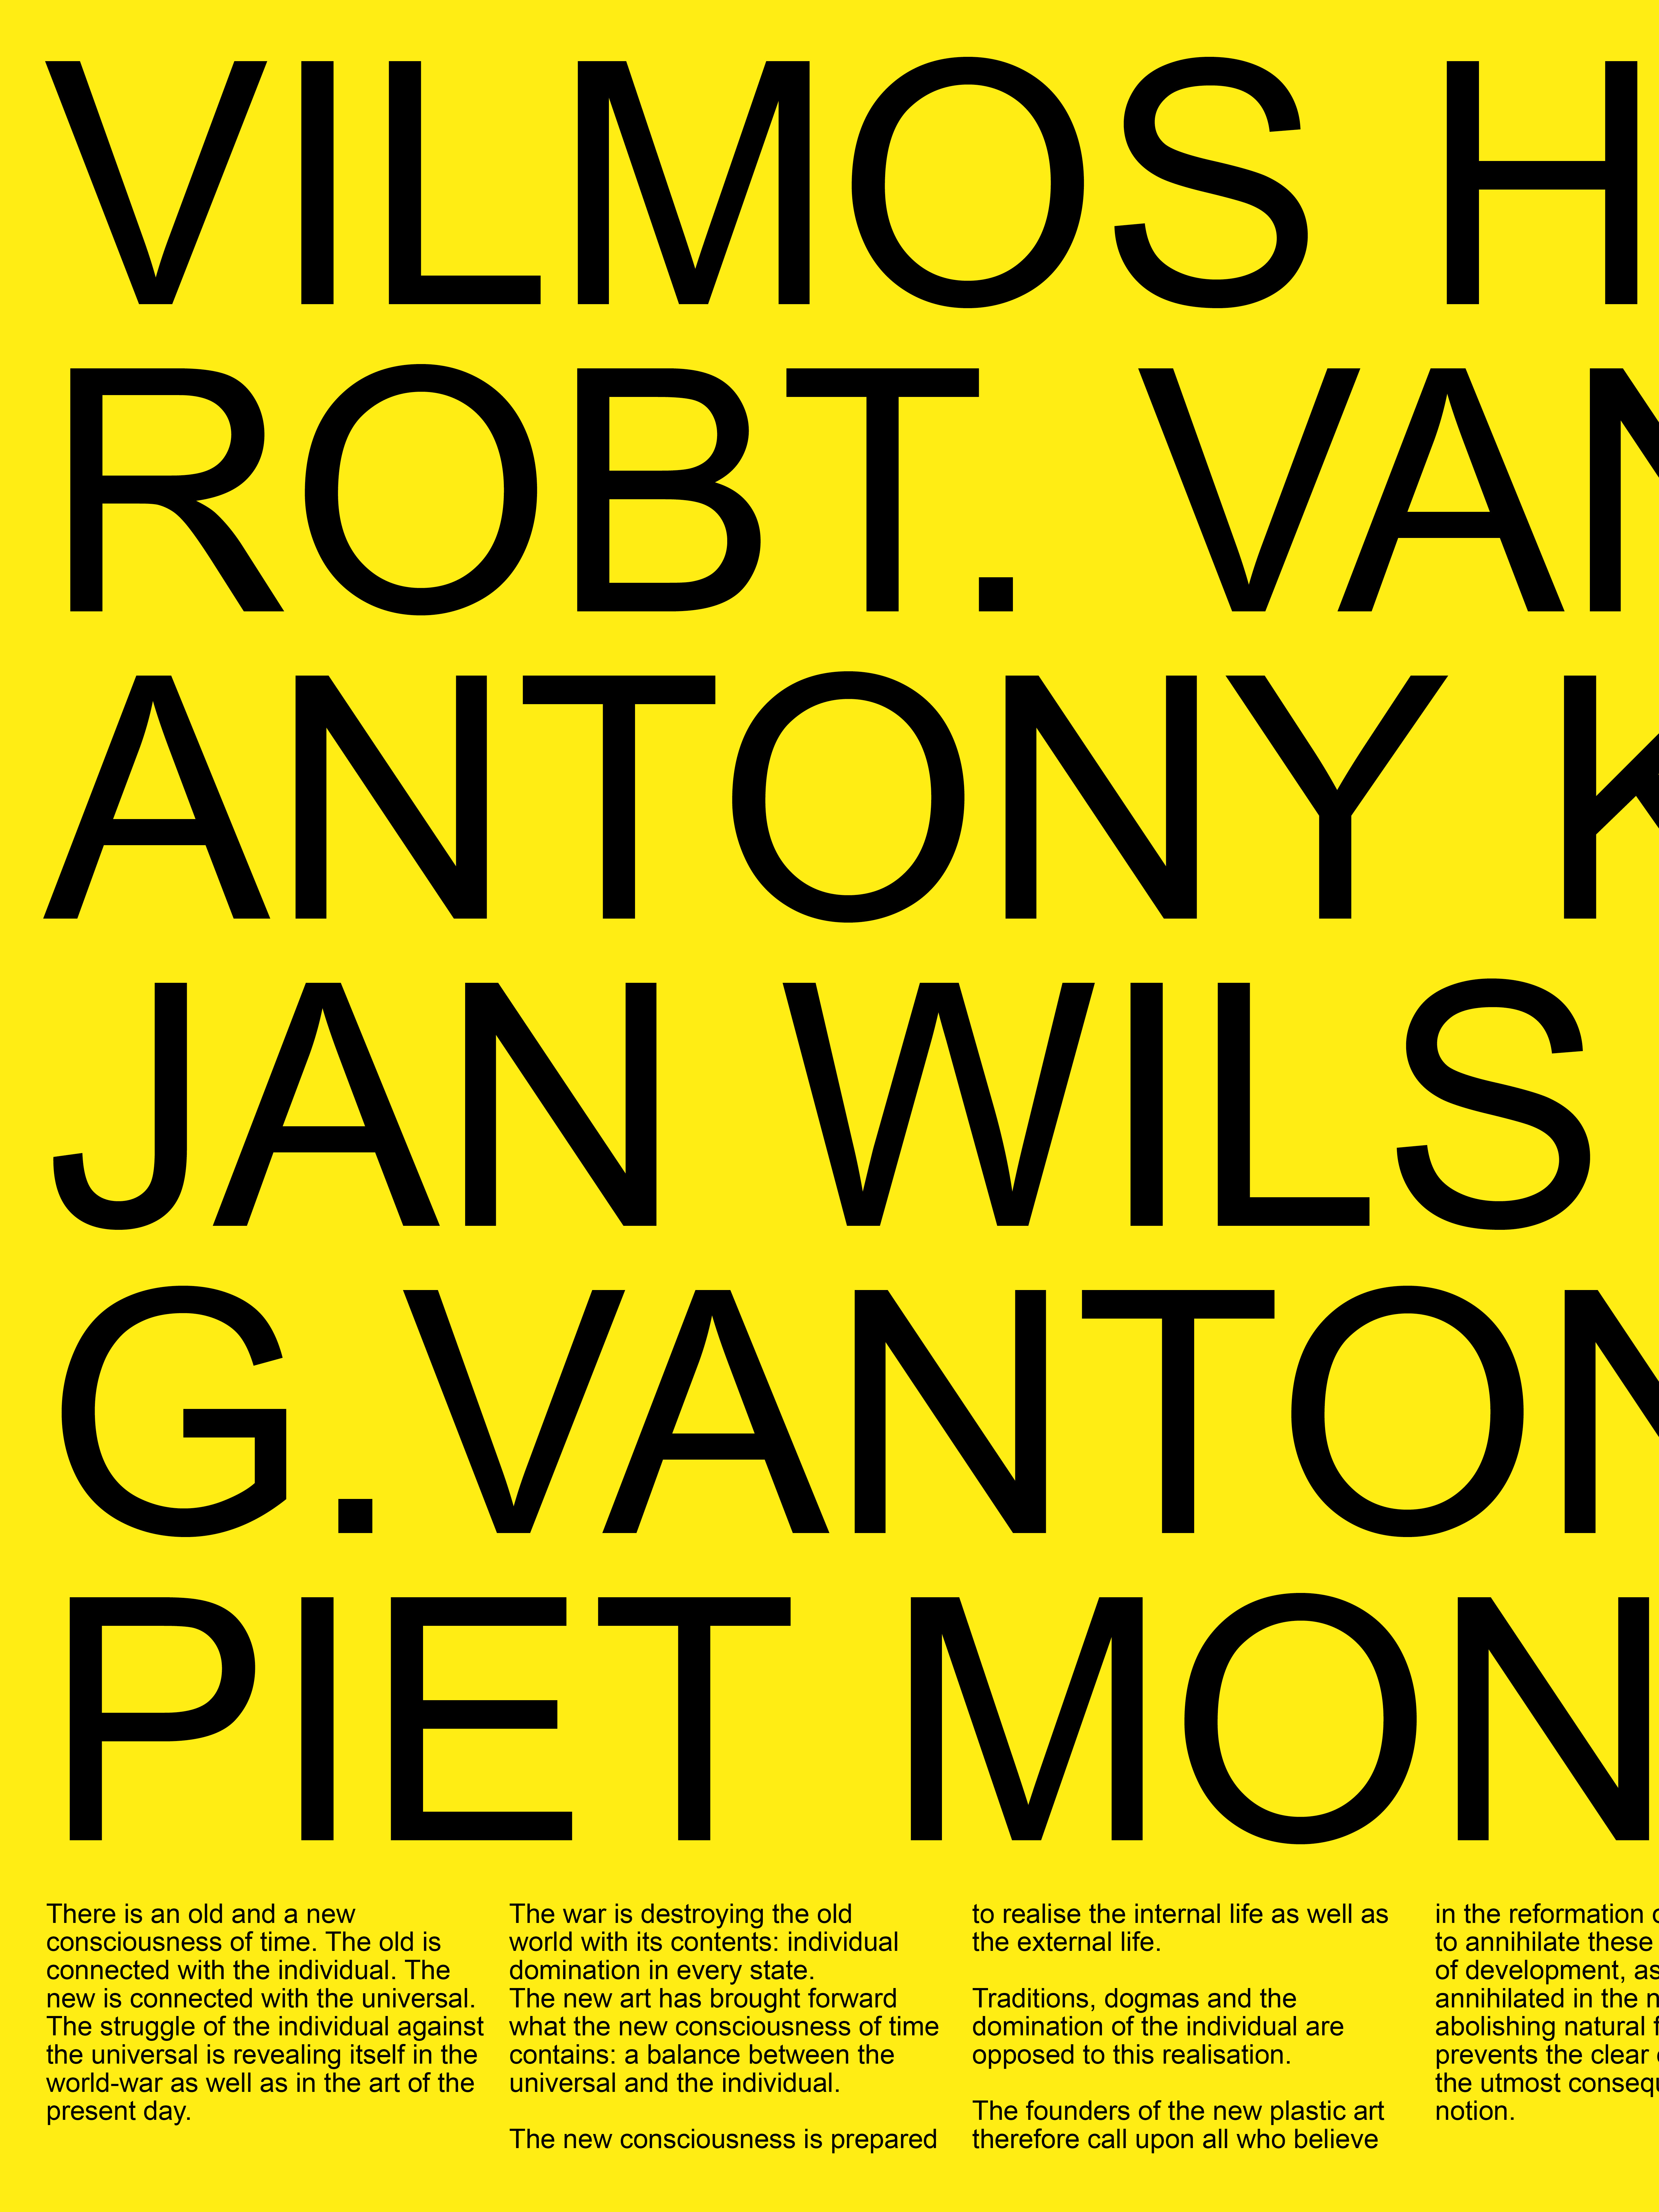 VILMOS H
ROBT. VAN
ANTONY K
JAN WILS
G.VANTON
PIET MON
There is an old and a new
consciousness of time. The old is
connected with the individual. The
new is connected with the universal.
The struggle of the individual against
the universal is revealing itself in the
world-war as well as in the art of the
present day.
The war is destroying the old
world with its contents: individual
domination in every state.
The new art has brought forward
what the new consciousness of time
contains: a balance between the
universal and the individual.
The new consciousness is prepared
to realise the internal life as well as
the external life.
Traditions, dogmas and the
domination of the individual are
opposed to this realisation.
The founders of the new plastic art
therefore call upon all who believe
in the reformation
to annihilate these
of development, as
annihilated in the
abolishing natural
prevents the clear
the utmost
notion.